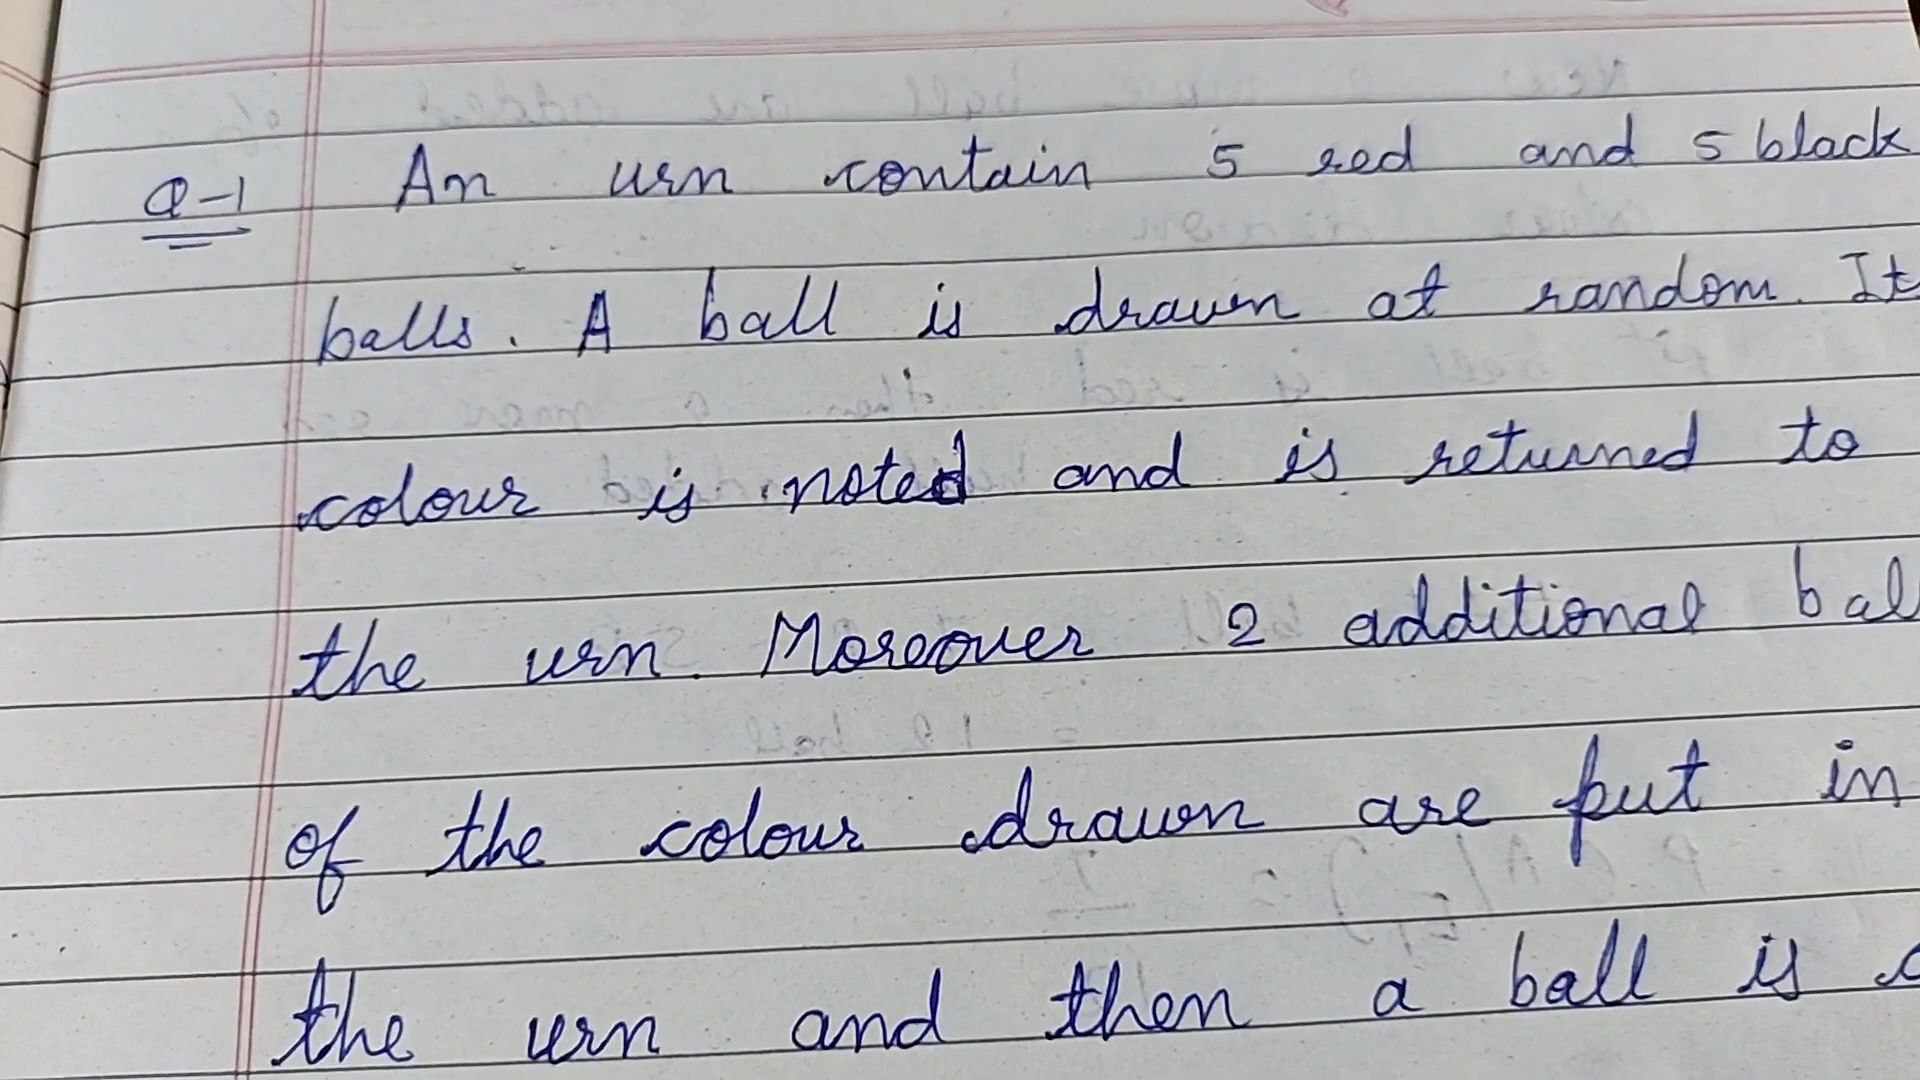 Q-1 An urn contain 5 red and 5 black
balls. A ball is drawn at random. It
colour is noted and is returned to
the urn. Moreover 2 additional bal
of the colour drawn are put in
the urn and then a ball is